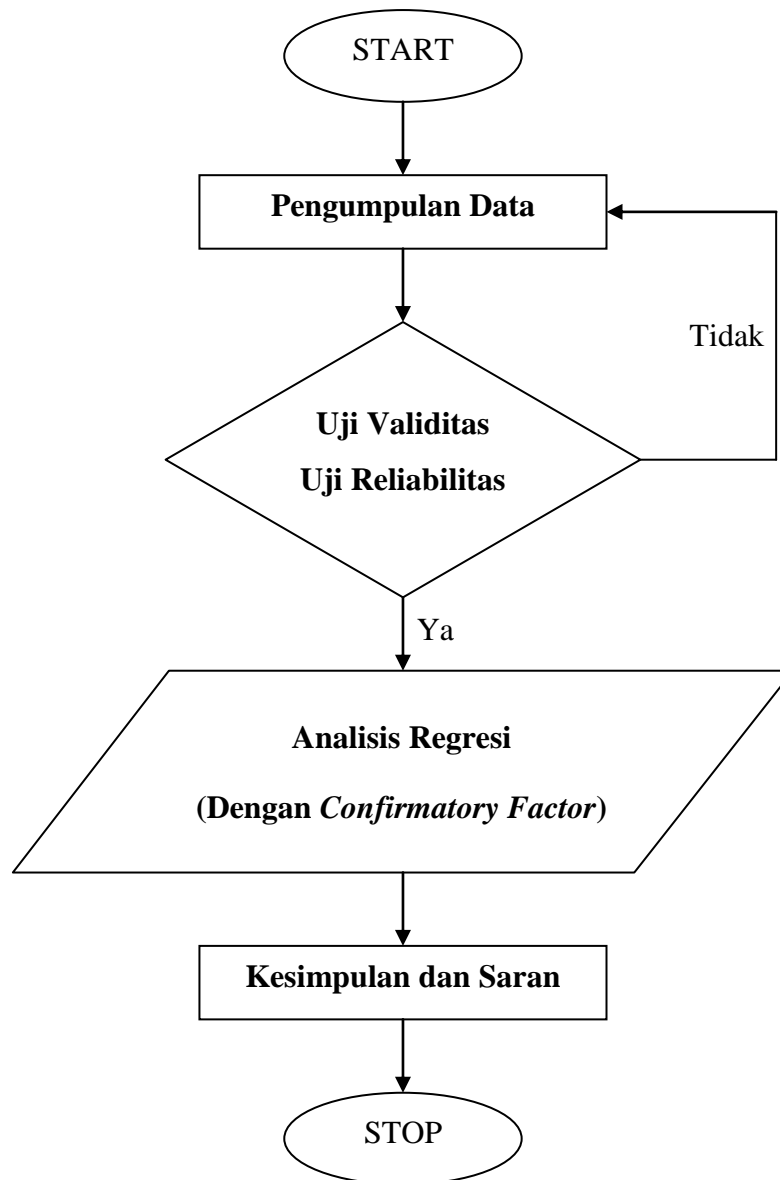 START
Pengumpulan Data
Tidak
Uji Validitas
Uji Reliabilitas
Ya
Analisis Regresi
(Dengan Confirmatory Factor)
Kesimpulan dan Saran
STOP